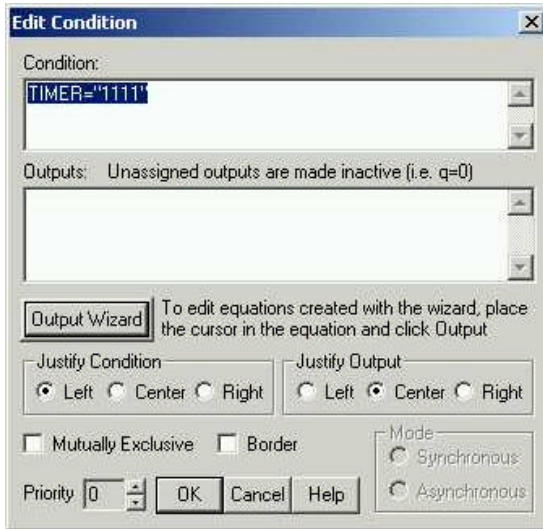 Edit Condition
Condition:
TIMER="1111"
Outputs: Unassigned outputs are made inactive (i.e. q=0)
Output Wizard
To edit equations created with the wizard, place
the cursor in the equation and click Output
Justify Condition
Left Center Right
Justify Output
Left Center Right
Mutually Exclusive Border
Mode
Synchronous
Asynchronous
Priority 0 OK Cancel Help